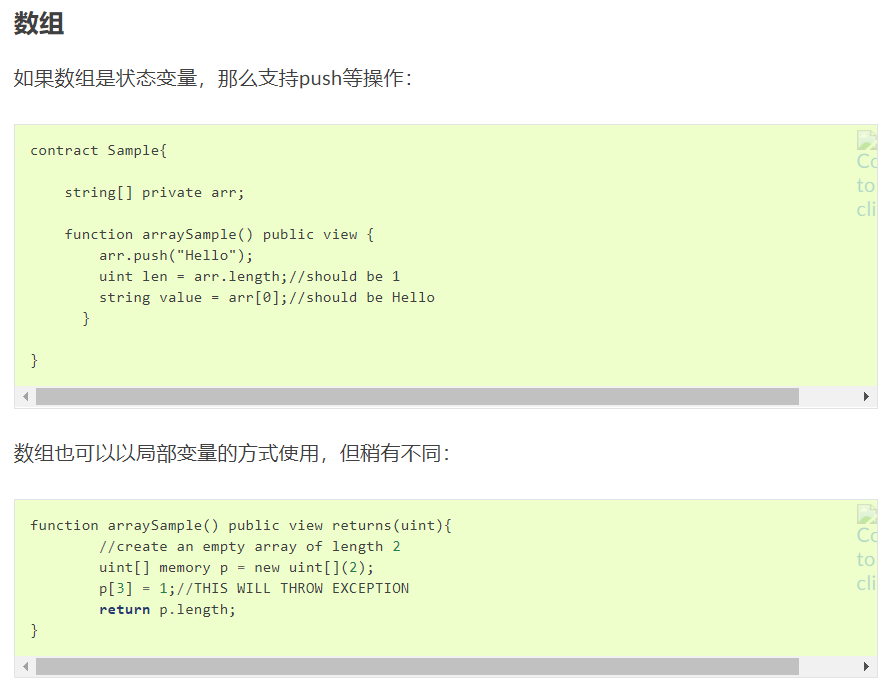 数组
如果数组是状态变量，那么支持push等操作：
contract Sample{
string[] private arr;
function arraySample() public view {
arr.push("Hello");
uint len = arr.length;//should be 1
string value = arr[0];//should be Hello
}
}
Co
to
cli
数组也可以以局部变量的方式使用，但稍有不同：
function arraySample() public view returns(uint){
//create an empty array of length 2
uint[] memory p = new uint[](2);
p[3] = 1;//THIS WILL THROW EXCEPTION
return p.length;
}
Co
to
cli